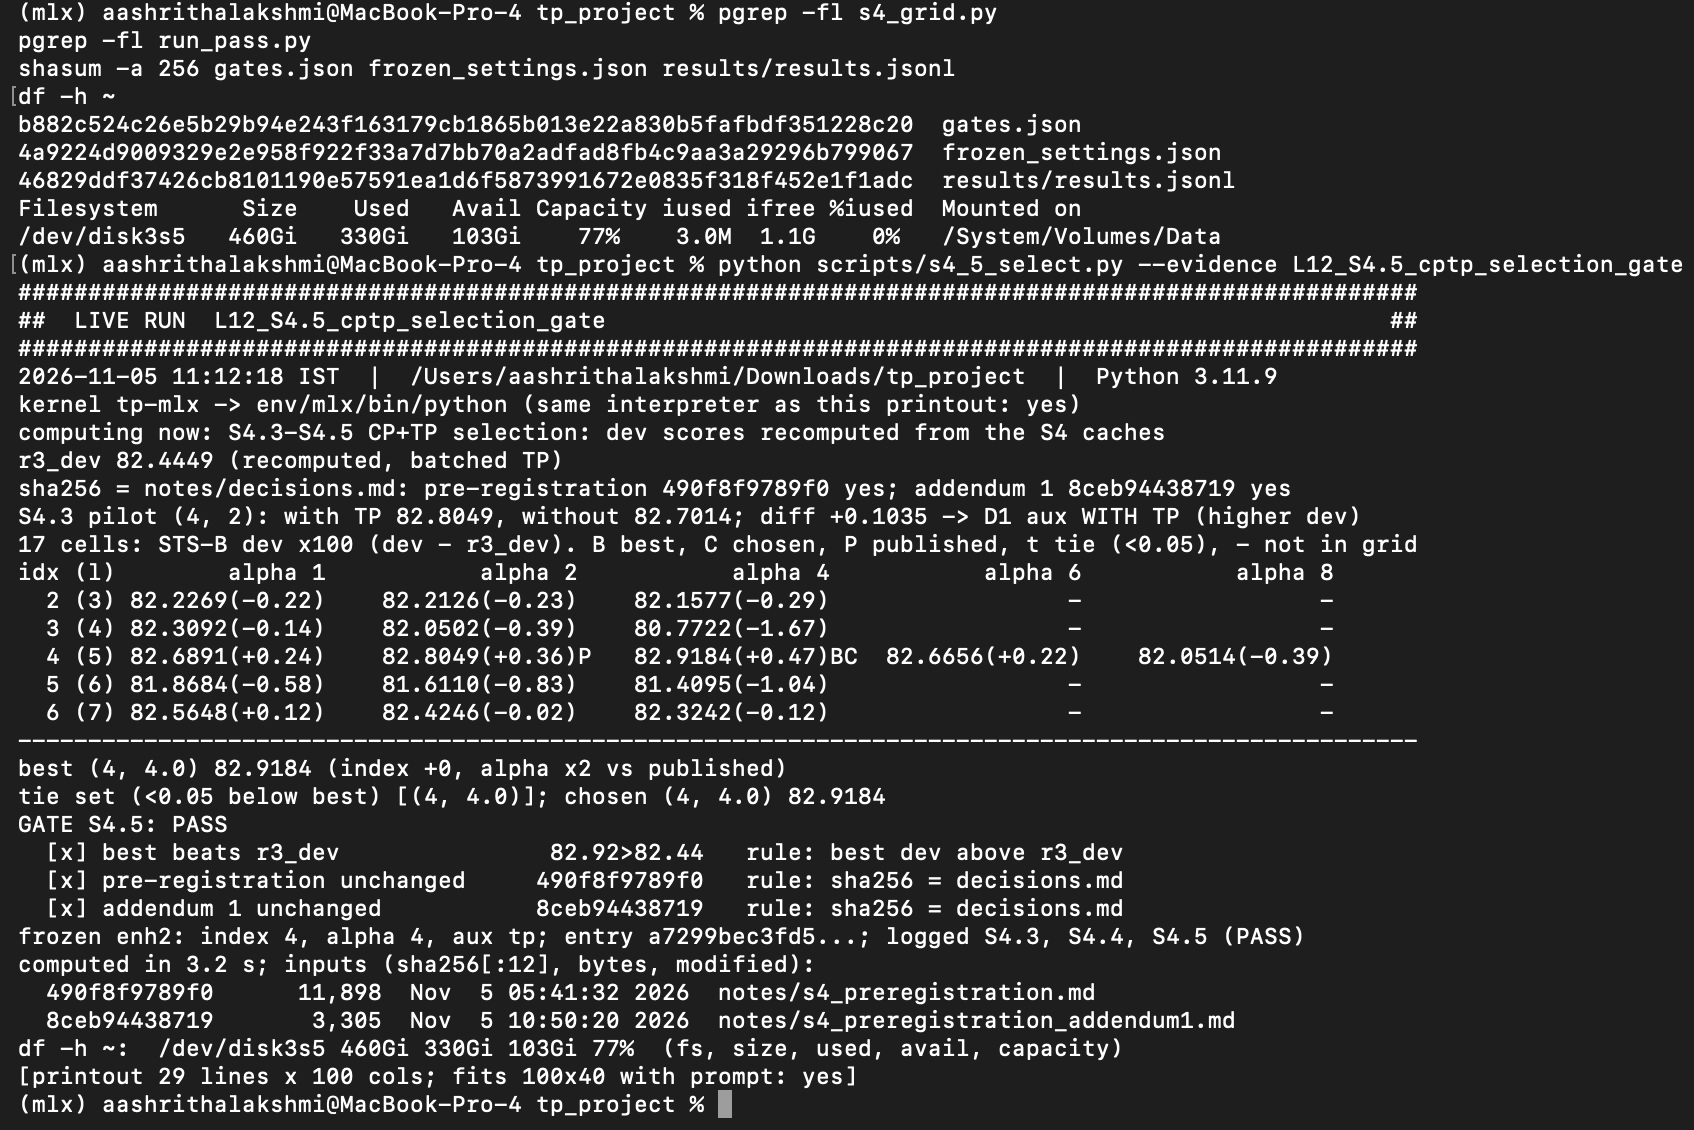 (mlx) aashrithalakshmi@MacBook-Pro-4 tp_project % pgrep -fl s4_grid.py
pgrep -fl run_pass.py
shasum -a 256 gates.json frozen_settings.json results/results.jsonl
[df -h ~
b882c524c26e5b29b94e243f163179cb1865b013e22a830b5fafbdf351228c20  gates.json
4a9224d9009329e2e958f922f33a7d7bb70a2adfad8fb4c9aa3a29296b799067  frozen_settings.json
46829ddf37426cb8101190e57591ea1d6f5873991672e0835f318f452e1f1adc  results/results.jsonl
Filesystem      Size    Used   Avail Capacity iused ifree %iused  Mounted on
/dev/disk3s5   460Gi   330Gi   103Gi    77%    3.0M  1.1G    0%   /System/Volumes/Data
[(mlx) aashrithalakshmi@MacBook-Pro-4 tp_project % python scripts/s4_5_select.py --evidence L12_S4.5_cptp_selection_gate
####################################################################################################
##  LIVE RUN  L12_S4.5_cptp_selection_gate                                                        ##
####################################################################################################
2026-11-05 11:12:18 IST  |  /Users/aashrithalakshmi/Downloads/tp_project  |  Python 3.11.9
kernel tp-mlx -> env/mlx/bin/python (same interpreter as this printout: yes)
computing now: S4.3-S4.5 CP+TP selection: dev scores recomputed from the S4 caches
r3_dev 82.4449 (recomputed, batched TP)
sha256 = notes/decisions.md: pre-registration 490f8f9789f0 yes; addendum 1 8ceb94438719 yes
S4.3 pilot (4, 2): with TP 82.8049, without 82.7014; diff +0.1035 -> D1 aux WITH TP (higher dev)
17 cells: STS-B dev x100 (dev - r3_dev). B best, C chosen, P published, t tie (<0.05), - not in grid
idx (l)        alpha 1           alpha 2           alpha 4           alpha 6           alpha 8
  2 (3) 82.2269(-0.22)    82.2126(-0.23)    82.1577(-0.29)                 -                 -
  3 (4) 82.3092(-0.14)    82.0502(-0.39)    80.7722(-1.67)                 -                 -
  4 (5) 82.6891(+0.24)    82.8049(+0.36)P   82.9184(+0.47)BC  82.6656(+0.22)    82.0514(-0.39)
  5 (6) 81.8684(-0.58)    81.6110(-0.83)    81.4095(-1.04)                 -                 -
  6 (7) 82.5648(+0.12)    82.4246(-0.02)    82.3242(-0.12)                 -                 -
----------------------------------------------------------------------------------------------------
best (4, 4.0) 82.9184 (index +0, alpha x2 vs published)
tie set (<0.05 below best) [(4, 4.0)]; chosen (4, 4.0) 82.9184
GATE S4.5: PASS
  [x] best beats r3_dev               82.92>82.44   rule: best dev above r3_dev
  [x] pre-registration unchanged     490f8f9789f0   rule: sha256 = decisions.md
  [x] addendum 1 unchanged           8ceb94438719   rule: sha256 = decisions.md
frozen enh2: index 4, alpha 4, aux tp; entry a7299bec3fd5...; logged S4.3, S4.4, S4.5 (PASS)
computed in 3.2 s; inputs (sha256[:12], bytes, modified):
  490f8f9789f0      11,898  Nov  5 05:41:32 2026  notes/s4_preregistration.md
  8ceb94438719       3,305  Nov  5 10:50:20 2026  notes/s4_preregistration_addendum1.md
df -h ~:  /dev/disk3s5 460Gi 330Gi 103Gi 77%  (fs, size, used, avail, capacity)
[printout 29 lines x 100 cols; fits 100x40 with prompt: yes]
(mlx) aashrithalakshmi@MacBook-Pro-4 tp_project %